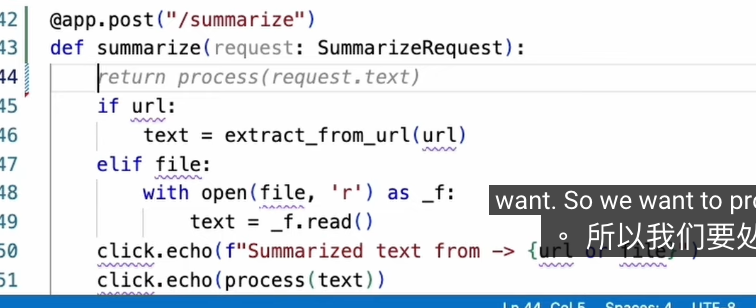 42 @app.post("/summarize")
43 def summarize(request: SummarizeRequest):
44 return process(request.text)
45 if url:
46 text = extract_from_url(url)
47 elif file:
48 with open(file, 'r') as _f:
49 text = _f.read()
want. So we want to pro
50 click.echo(f"Summarized text from -> {url or file}")
。所以我们要处
51 click.echo(process(text))
Ln 44, Col 5 Spaces: 4 UTF-8